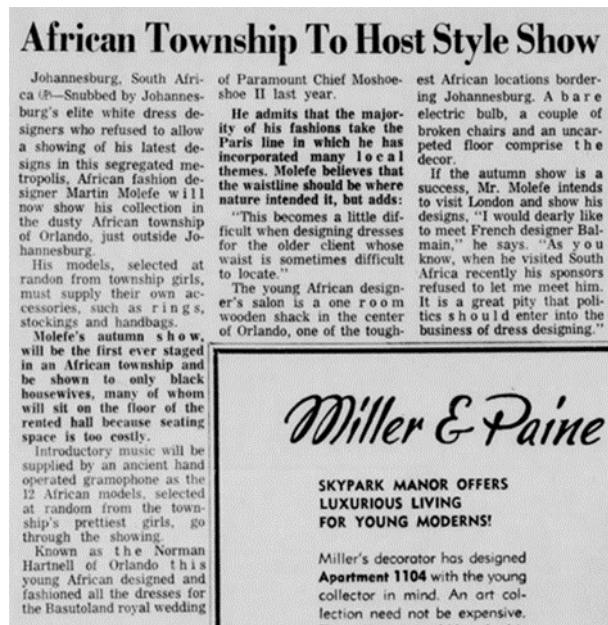 African Township To Host Style Show
Johannesburg, South Afri-
ca (AP)—Snubbed by Johannes-
burg's elite white dress de-
signers who refused to allow
a showing of his latest de-
signs in this segregated me-
tropolis, African fashion de-
signer Martin Molefe will
now show his collection in
the dusty African township
of Orlando, just outside Jo-
hannesburg.
His models, selected at
randon from township girls,
must supply their own ac-
cessories, such as rings,
stockings and handbags.
Molefe's autumn show,
will be the first ever staged
in an African township and
be shown to only black
housewives, many of whom
will sit on the floor of the
rented hall because seating
space is too costly.
Introductory music will be
supplied by an ancient hand
operated gramophone as the
12 African models, selected
at random from the town-
ship's prettiest girls, go
through the showing.
Known as the Norman
Hartnell of Orlando this
young African designed and
fashioned all the dresses for
the Basutoland royal wedding
of Paramount Chief Moshoe-
shoe II last year.
He admits that the major-
ity of his fashions take the
Paris line in which he has
incorporated many local
themes. Molefe believes that
the waistline should be where
nature intended it, but adds:
"This becomes a little dif-
ficult when designing dresses
for the older client whose
waist is sometimes difficult
to locate."
The young African design-
er's salon is a one room
wooden shack in the center
of Orlando, one of the tough-
est African locations border-
ing Johannesburg. A bare
electric bulb, a couple of
broken chairs and an uncar-
peted floor comprise the
decor.
If the autumn show is a
success, Mr. Molefe intends
to visit London and show his
designs, "I would dearly like
to meet French designer Bal-
main," he says. "As you
know, when he visited South
Africa recently his sponsors
refused to let me meet him.
It is a great pity that poli-
tics should enter into the
business of dress designing."
Miller & Paine
SKYPARK MANOR OFFERS
LUXURIOUS LIVING
FOR YOUNG MODERNS!
Miller's decorator has designed
Apartment 1104 with the young
collector in mind. An art col-
lection need not be expensive.